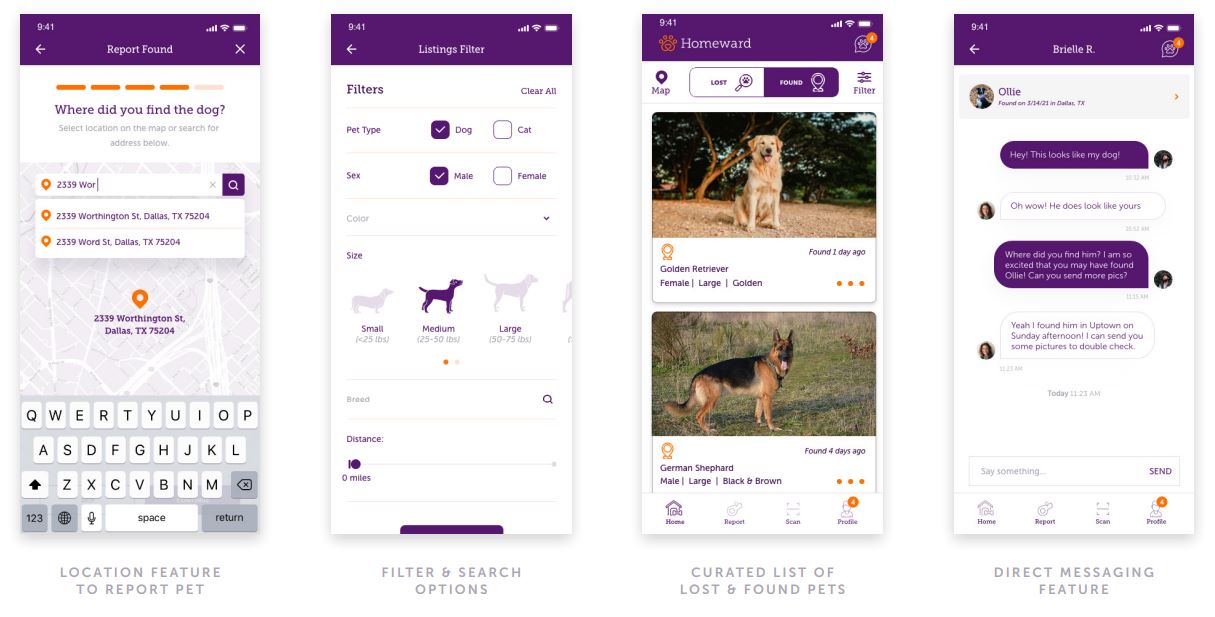 9:41
Report Found
Where did you find the dog?
Select location on the map or search for
address below.
2339 Wor
2339 Worthington St, Dallas, TX 75204
2339 Word St, Dallas, TX 75204
2339 Worthington St,
Dallas, TX 75204
Q W E R T Y U I O P
A S D F G H J K L
Z X C V B N M
123 space return
LOCATION FEATURE
TO REPORT PET
9:41
Listings Filter
Filters Clear All
Pet Type Dog Cat
Sex Male Female
Color
Size
Small Medium Large
(<25 lbs) (25-50 lbs) (50-75 lbs)
Breed
Distance:
0 miles
FILTER & SEARCH
OPTIONS
9:41
Homeward 4
Map LOST FOUND Filter
Found 1 day ago
Golden Retriever
Female | Large | Golden
Found 4 days ago
German Shephard
Male | Large | Black & Brown
4
Home Report Scan Profile
CURATED LIST OF
LOST & FOUND PETS
9:41
Brielle R. 4
Ollie
Found on 3/14/21 in Dallas, TX
Hey! This looks like my dog!
10:32 AM
Oh wow! He does look like yours
10:52 AM
Where did you find him? I am so
excited that you may have found
Ollie! Can you send more pics?
11:15 AM
Yeah I found him in Uptown on
Sunday afternoon! I can send you
some pictures to double check.
11:23 AM
Today 11:23 AM
Say something... SEND
4
Home Report Scan Profile
DIRECT MESSAGING
FEATURE